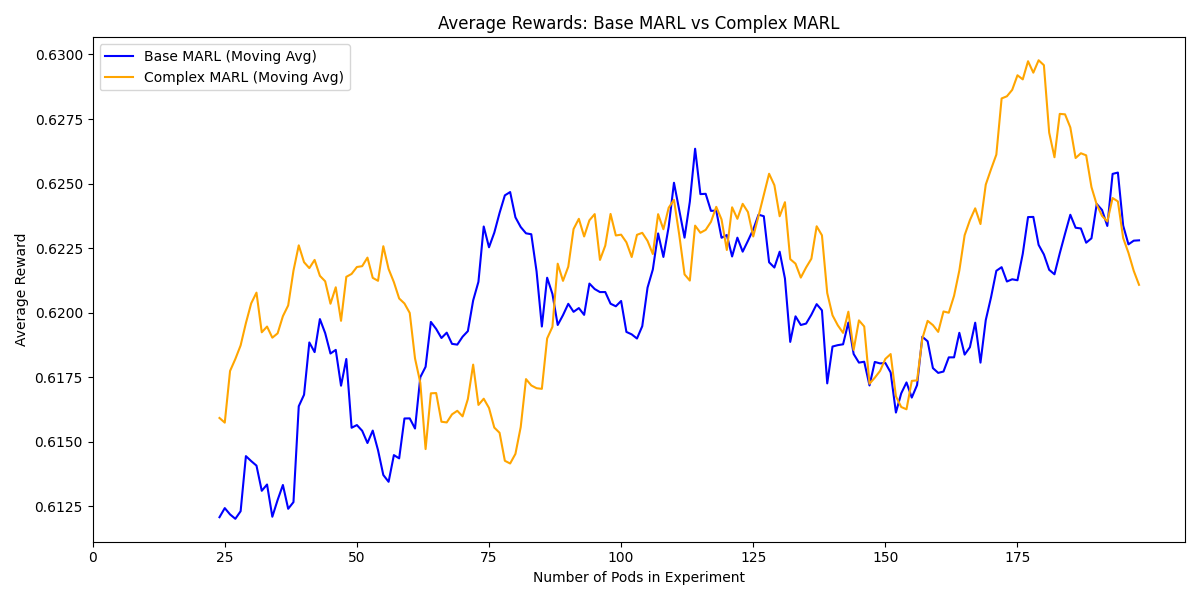 Average Rewards: Base MARL vs Complex MARL
Base MARL (Moving Avg)
Complex MARL (Moving Avg)
Average Reward
0.6300
0.6275
0.6250
0.6225
0.6200
0.6175
0.6150
0.6125
0 25 50 75 100 125 150 175
Number of Pods in Experiment